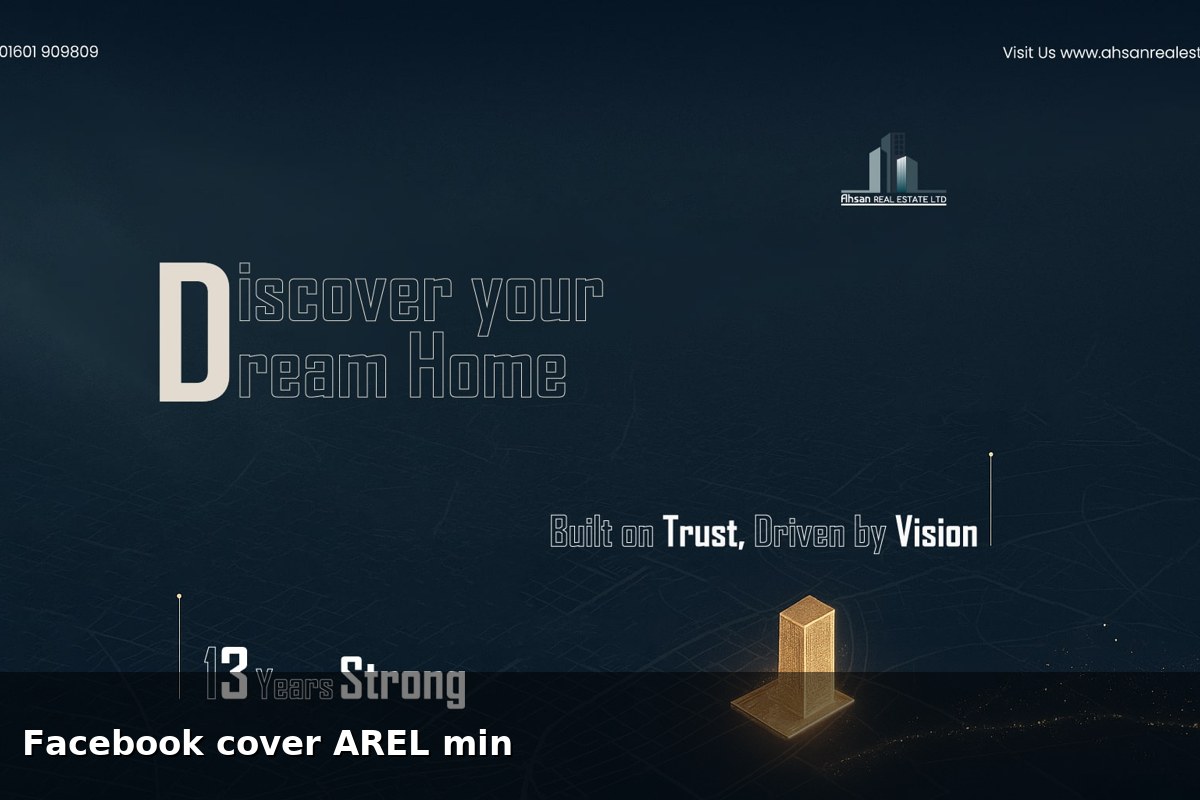 01601 909809
Visit Us www.ahsanrealest
Ahsan REAL ESTATE LTD
Discover your
Dream Home
Built on Trust, Driven by Vision
13 Years Strong
Facebook cover AREL min